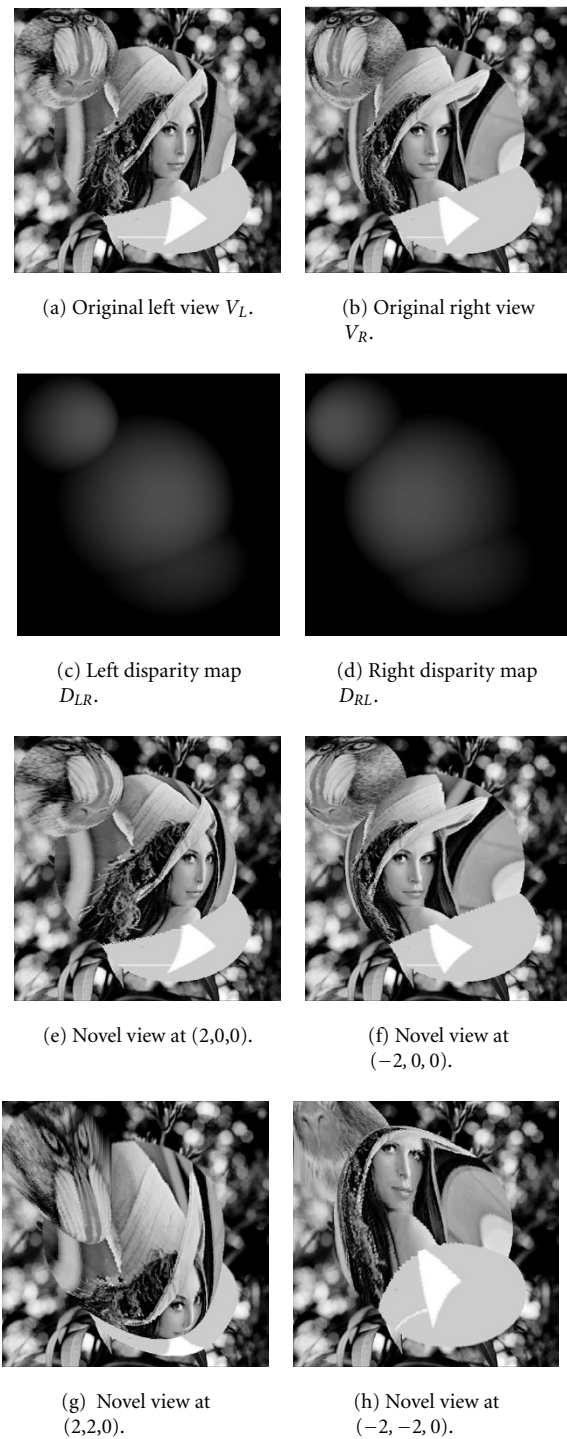 (a) Original left view V_L.
(b) Original right view
V_R.
(c) Left disparity map
D_LR.
(d) Right disparity map
D_RL.
(e) Novel view at (2,0,0).
(f) Novel view at
(−2, 0, 0).
(g) Novel view at
(2,2,0).
(h) Novel view at
(−2, −2, 0).